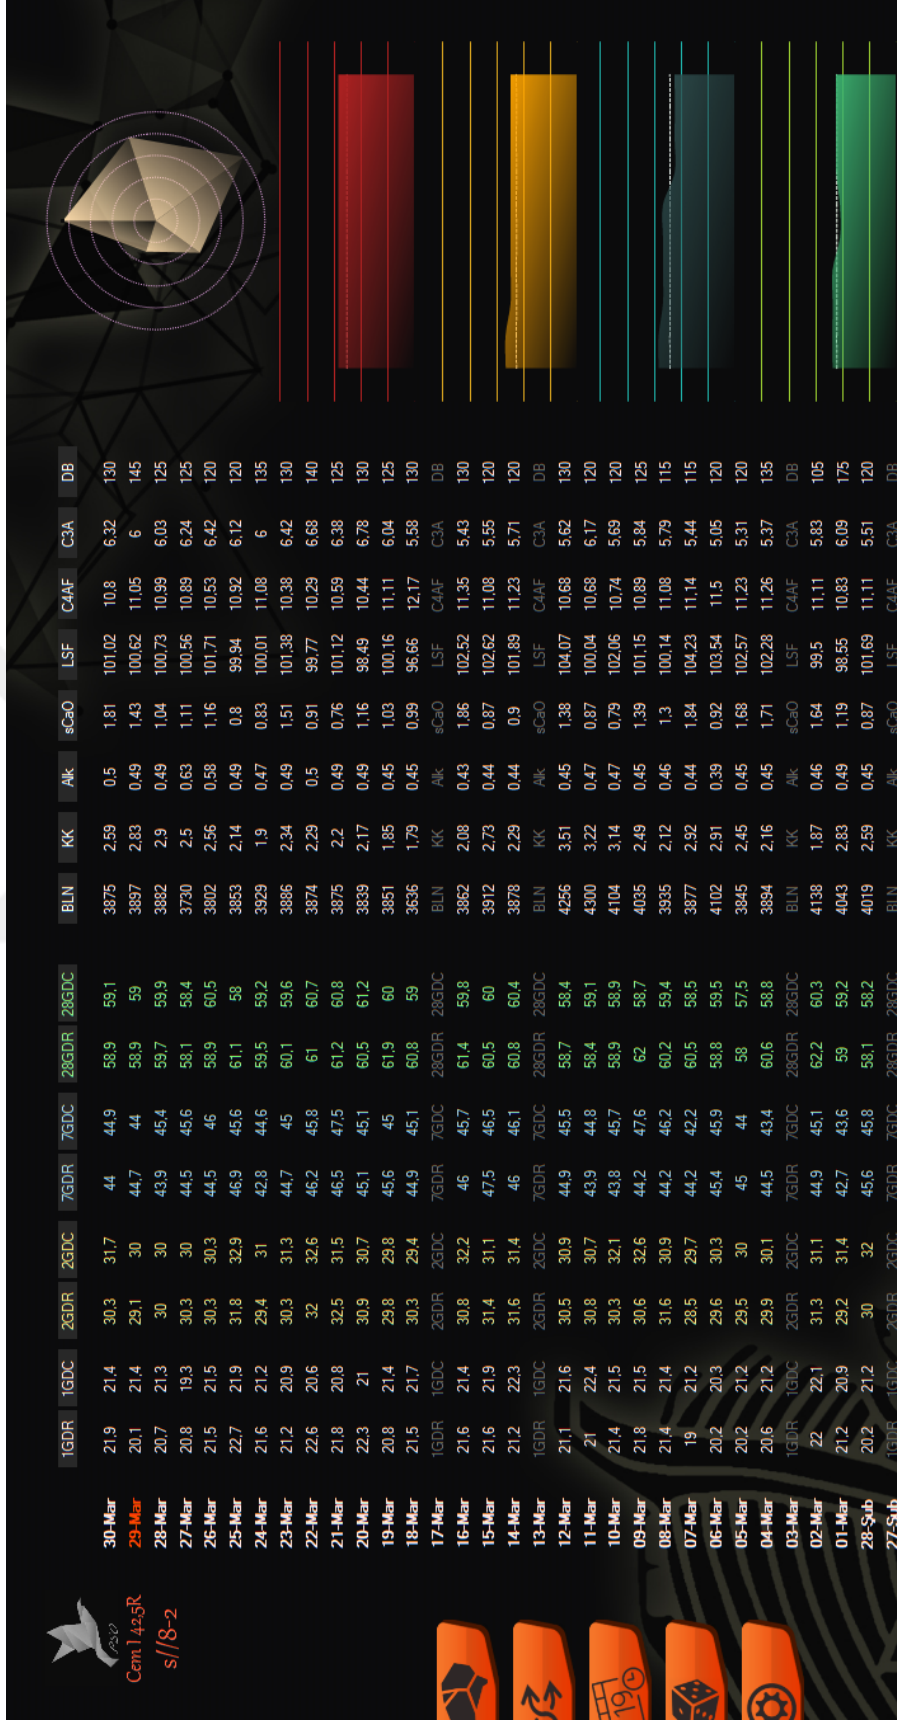 PSO
Cem I 42.5R
s//8-2
1GDR 1GDC 2GDR 2GDC 7GDR 7GDC 28GDR 28GDC BLN KK Alk sCaO LSF C4AF C3A DB
30-Mar 21,9 21,4 30,3 31,7 44 44,9 58,9 59,1 3875 2,59 0,5 1,81 101,02 10,8 6,32 130
29-Mar 20,1 21,4 29,1 30 44,7 44 58,9 59 3897 2,83 0,49 1,43 100,62 11,05 6 145
28-Mar 20,7 21,3 30 30 43,9 45,4 59,7 59,9 3882 2,9 0,49 1,04 100,73 10,99 6,03 125
27-Mar 20,8 19,3 30,3 30 44,5 45,6 58,1 58,4 3730 2,5 0,63 1,11 100,56 10,89 6,24 125
26-Mar 21,5 21,5 30,3 30,3 44,5 46 58,9 60,5 3802 2,56 0,58 1,16 101,71 10,53 6,42 120
25-Mar 22,7 21,9 31,8 32,9 46,9 45,6 61,1 58 3853 2,14 0,49 0,8 99,94 10,92 6,12 120
24-Mar 21,6 21,2 29,4 31 42,8 44,6 59,5 59,2 3929 1,9 0,47 0,83 100,01 11,08 6 135
23-Mar 21,2 20,9 30,3 31,3 44,7 45 60,1 59,6 3886 2,34 0,49 1,51 101,38 10,38 6,42 130
22-Mar 22,6 20,6 32 32,6 46,2 45,8 61 60,7 3874 2,29 0,5 0,91 99,77 10,29 6,68 140
21-Mar 21,8 20,8 32,5 31,5 46,5 47,5 61,2 60,8 3875 2,2 0,49 0,76 101,12 10,59 6,38 125
20-Mar 22,3 21 30,9 30,7 45,1 45,1 60,5 61,2 3839 2,17 0,49 1,16 98,49 10,44 6,78 130
19-Mar 20,8 21,4 29,8 29,8 45,6 45 61,9 60 3851 1,85 0,45 1,03 100,16 11,11 6,04 125
18-Mar 21,5 21,7 30,3 29,4 44,9 45,1 60,8 59 3636 1,79 0,45 0,99 96,66 12,17 5,58 130
17-Mar 1GDR 1GDC 2GDR 2GDC 7GDR 7GDC 28GDR 28GDC BLN KK Alk sCaO LSF C4AF C3A DB
16-Mar 21,6 21,4 30,8 32,2 46 45,7 61,4 59,8 3862 2,08 0,43 1,86 102,52 11,35 5,43 130
15-Mar 21,6 21,9 31,4 31,1 47,5 46,5 60,5 60 3912 2,73 0,44 0,87 102,62 11,08 5,55 120
14-Mar 21,2 22,3 31,6 31,4 46 46,1 60,8 60,4 3878 2,29 0,44 0,9 101,89 11,23 5,71 120
13-Mar 1GDR 1GDC 2GDR 2GDC 7GDR 7GDC 28GDR 28GDC BLN KK Alk sCaO LSF C4AF C3A DB
12-Mar 21,1 21,6 30,5 30,9 44,9 45,5 58,7 58,4 4256 3,51 0,45 1,38 104,07 10,68 5,62 130
11-Mar 21 22,4 30,8 30,7 43,9 44,8 58,4 59,1 4300 3,22 0,47 0,87 100,04 10,68 6,17 120
10-Mar 21,4 21,5 30,3 32,1 43,8 45,7 58,9 58,9 4104 3,14 0,47 0,79 102,06 10,74 5,69 120
09-Mar 21,8 21,5 30,6 32,6 44,2 47,6 62 58,7 4035 2,49 0,45 1,39 101,15 10,89 5,84 125
08-Mar 21,4 21,4 31,6 30,9 44,2 46,2 60,2 59,4 3935 2,12 0,46 1,3 100,14 11,08 5,79 115
07-Mar 19 21,2 28,5 29,7 44,2 42,2 60,5 58,5 3877 2,92 0,44 1,84 104,23 11,14 5,44 115
06-Mar 20,2 20,3 29,6 30,3 45,4 45,9 58,8 59,5 4102 2,91 0,39 0,92 103,54 11,5 5,05 120
05-Mar 20,2 21,2 29,5 30 45 44 58 57,5 3845 2,45 0,45 1,68 102,57 11,23 5,31 120
04-Mar 20,6 21,2 29,9 30,1 44,5 43,4 60,6 58,8 3894 2,16 0,45 1,71 102,28 11,26 5,37 135
03-Mar 1GDR 1GDC 2GDR 2GDC 7GDR 7GDC 28GDR 28GDC BLN KK Alk sCaO LSF C4AF C3A DB
02-Mar 22 22,1 31,3 31,1 44,9 45,1 62,2 60,3 4138 1,87 0,46 1,64 99,5 11,11 5,83 105
01-Mar 21,2 20,9 29,2 31,4 42,7 43,6 59 59,2 4043 2,83 0,49 1,19 98,55 10,83 6,09 175
28-Şub 20,2 21,2 30 32 45,6 45,8 58,1 58,2 4019 2,59 0,45 0,87 101,69 11,11 5,51 120
27-Şub 1GDR 1GDC 2GDR 2GDC 7GDR 7GDC 28GDR 28GDC BLN KK Alk sCaO LSF C4AF C3A DB
19